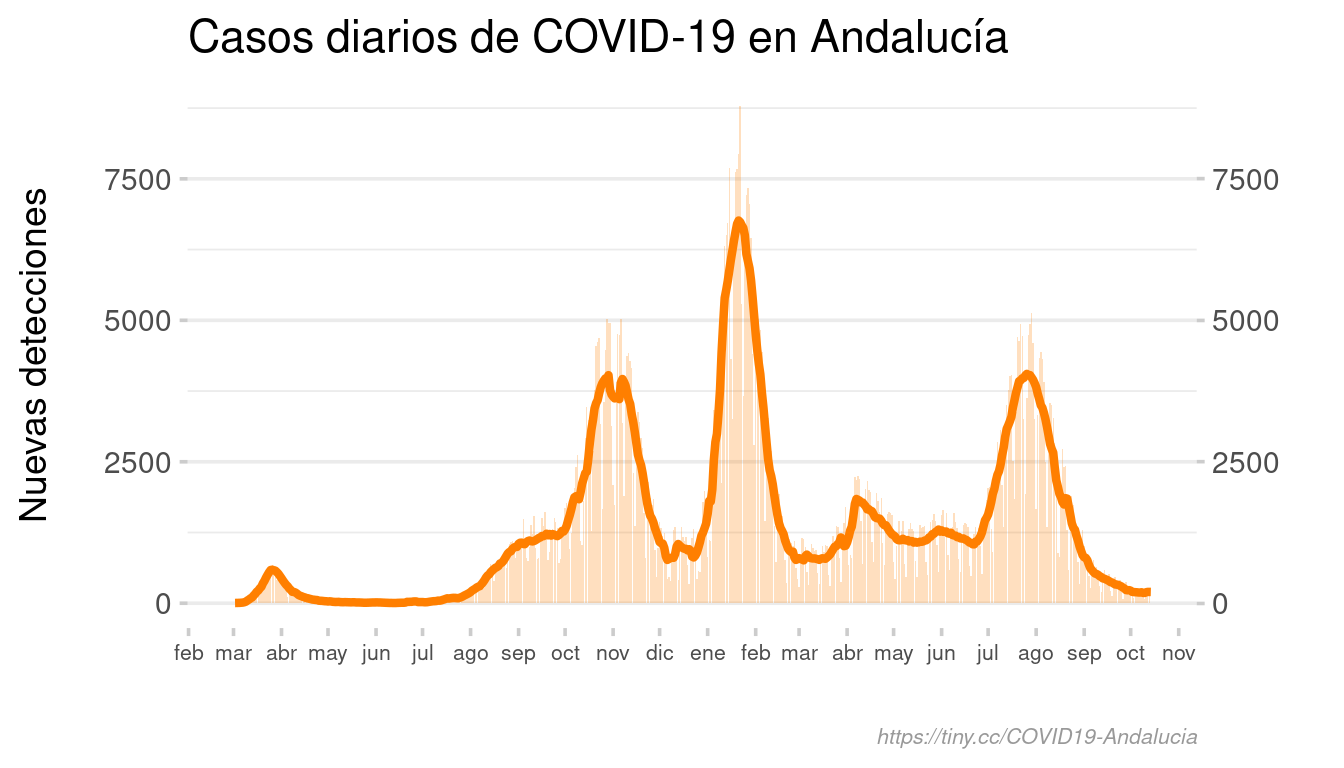 Casos diarios de COVID-19 en Andalucía
Nuevas detecciones
7500 7500
5000 5000
2500 2500
0 0
feb mar abr may jun jul ago sep oct nov dic ene feb mar abr may jun jul ago sep oct nov
https://tiny.cc/COVID19-Andalucia